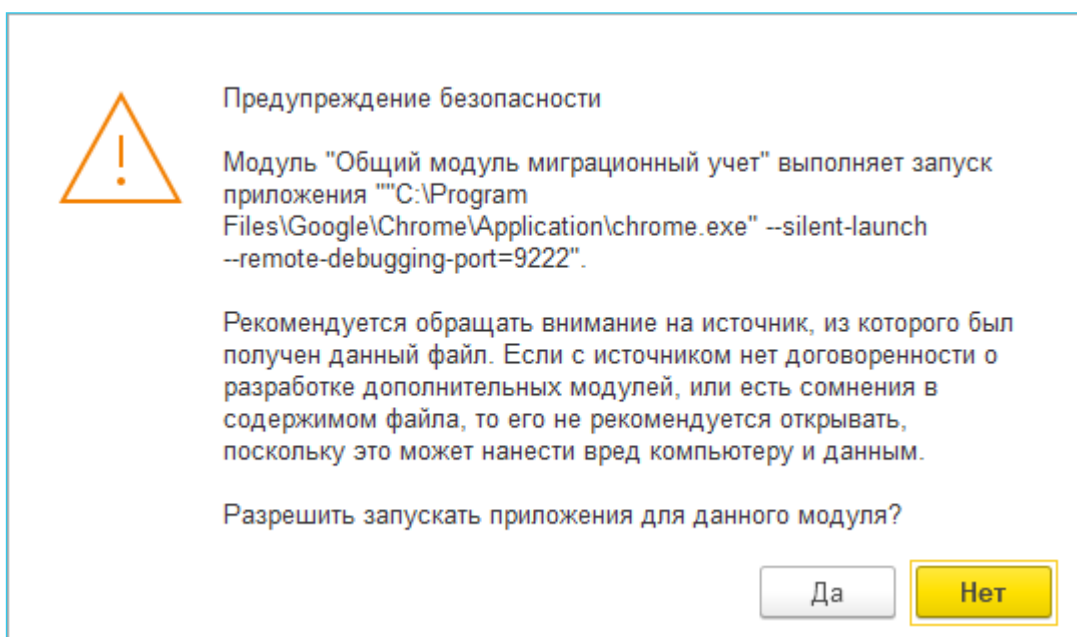 Предупреждение безопасности
Модуль "Общий модуль миграционный учет" выполняет запуск
приложения ""C:\Program
Files\Google\Chrome\Application\chrome.exe" --silent-launch
--remote-debugging-port=9222".
Рекомендуется обращать внимание на источник, из которого был
получен данный файл. Если с источником нет договоренности о
разработке дополнительных модулей, или есть сомнения в
содержимом файла, то его не рекомендуется открывать,
поскольку это может нанести вред компьютеру и данным.
Разрешить запускать приложения для данного модуля?
Да Нет